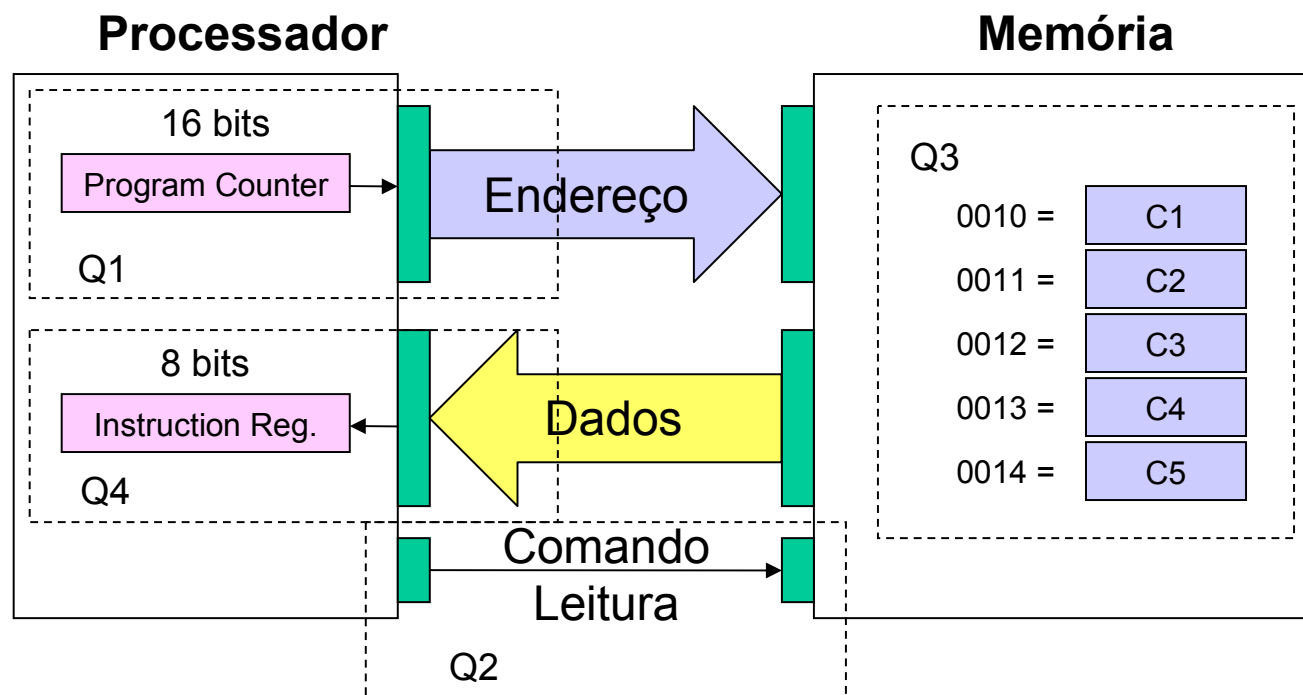 Processador
Memória
16 bits
Program Counter
Q1
Endereço
Q3
0010 = C1
0011 = C2
0012 = C3
0013 = C4
0014 = C5
8 bits
Instruction Reg.
Q4
Dados
Comando
Leitura
Q2